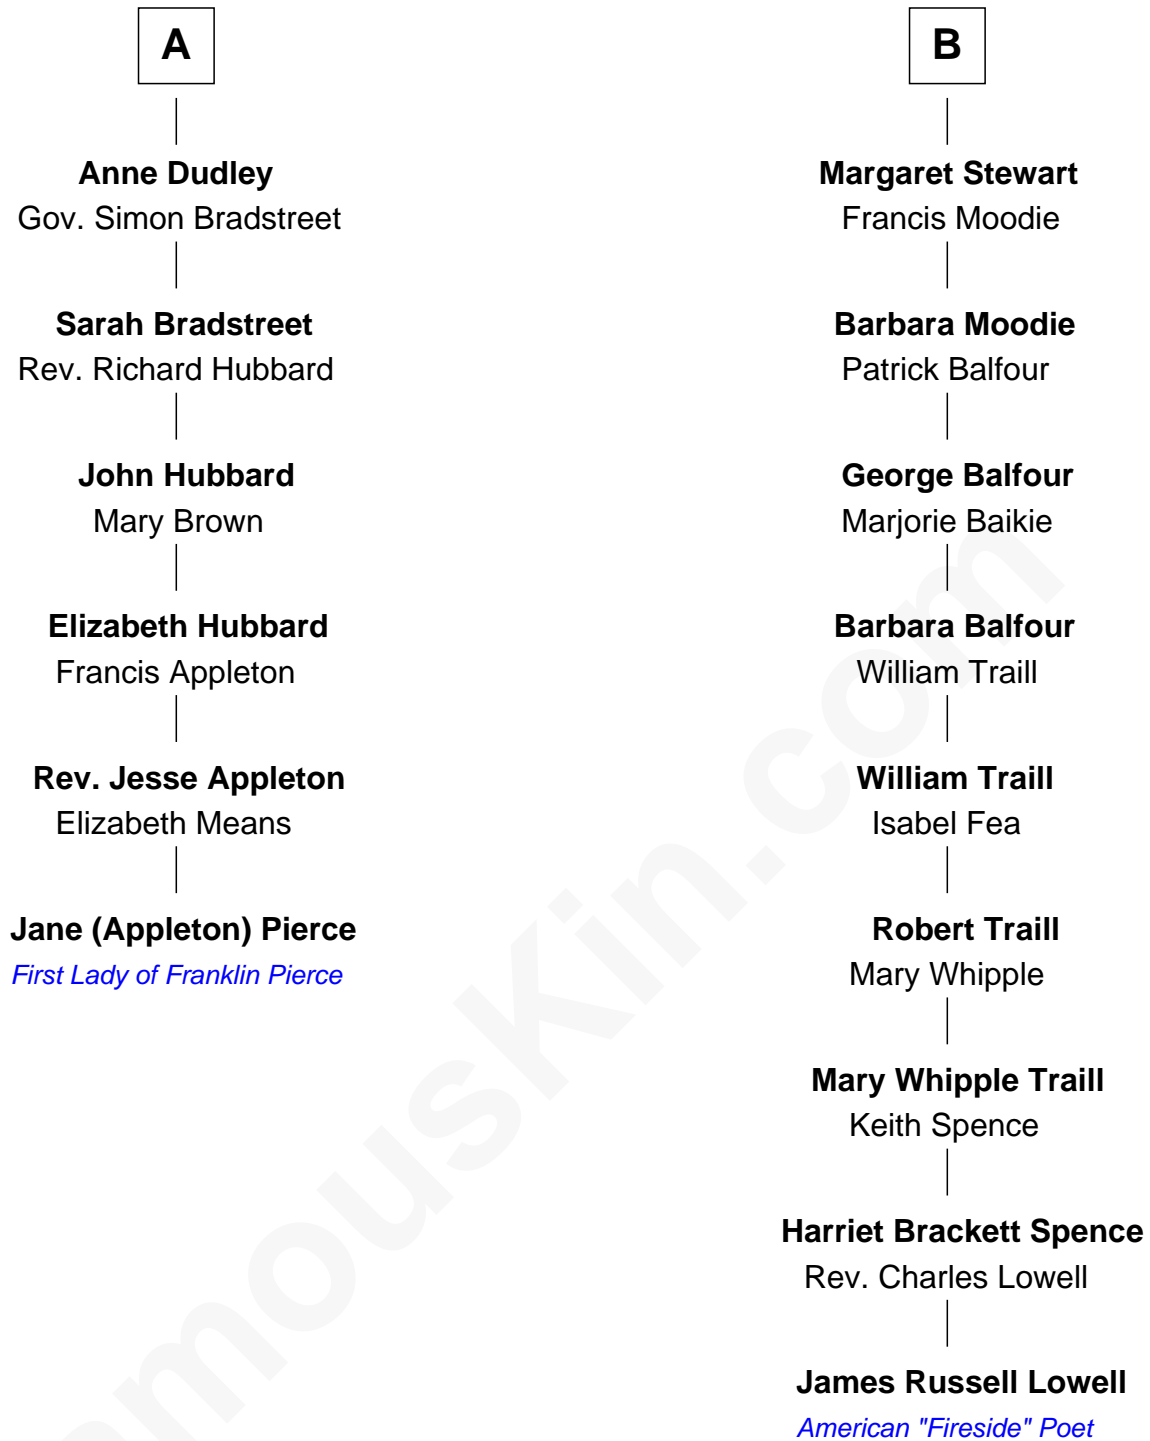 A
Anne Dudley
Gov. Simon Bradstreet
Sarah Bradstreet
Rev. Richard Hubbard
John Hubbard
Mary Brown
Elizabeth Hubbard
Francis Appleton
Rev. Jesse Appleton
Elizabeth Means
Jane (Appleton) Pierce
First Lady of Franklin Pierce
B
Margaret Stewart
Francis Moodie
Barbara Moodie
Patrick Balfour
George Balfour
Marjorie Baikie
Barbara Balfour
William Traill
William Traill
Isabel Fea
Robert Traill
Mary Whipple
Mary Whipple Traill
Keith Spence
Harriet Brackett Spence
Rev. Charles Lowell
James Russell Lowell
American "Fireside" Poet
amouskin.com